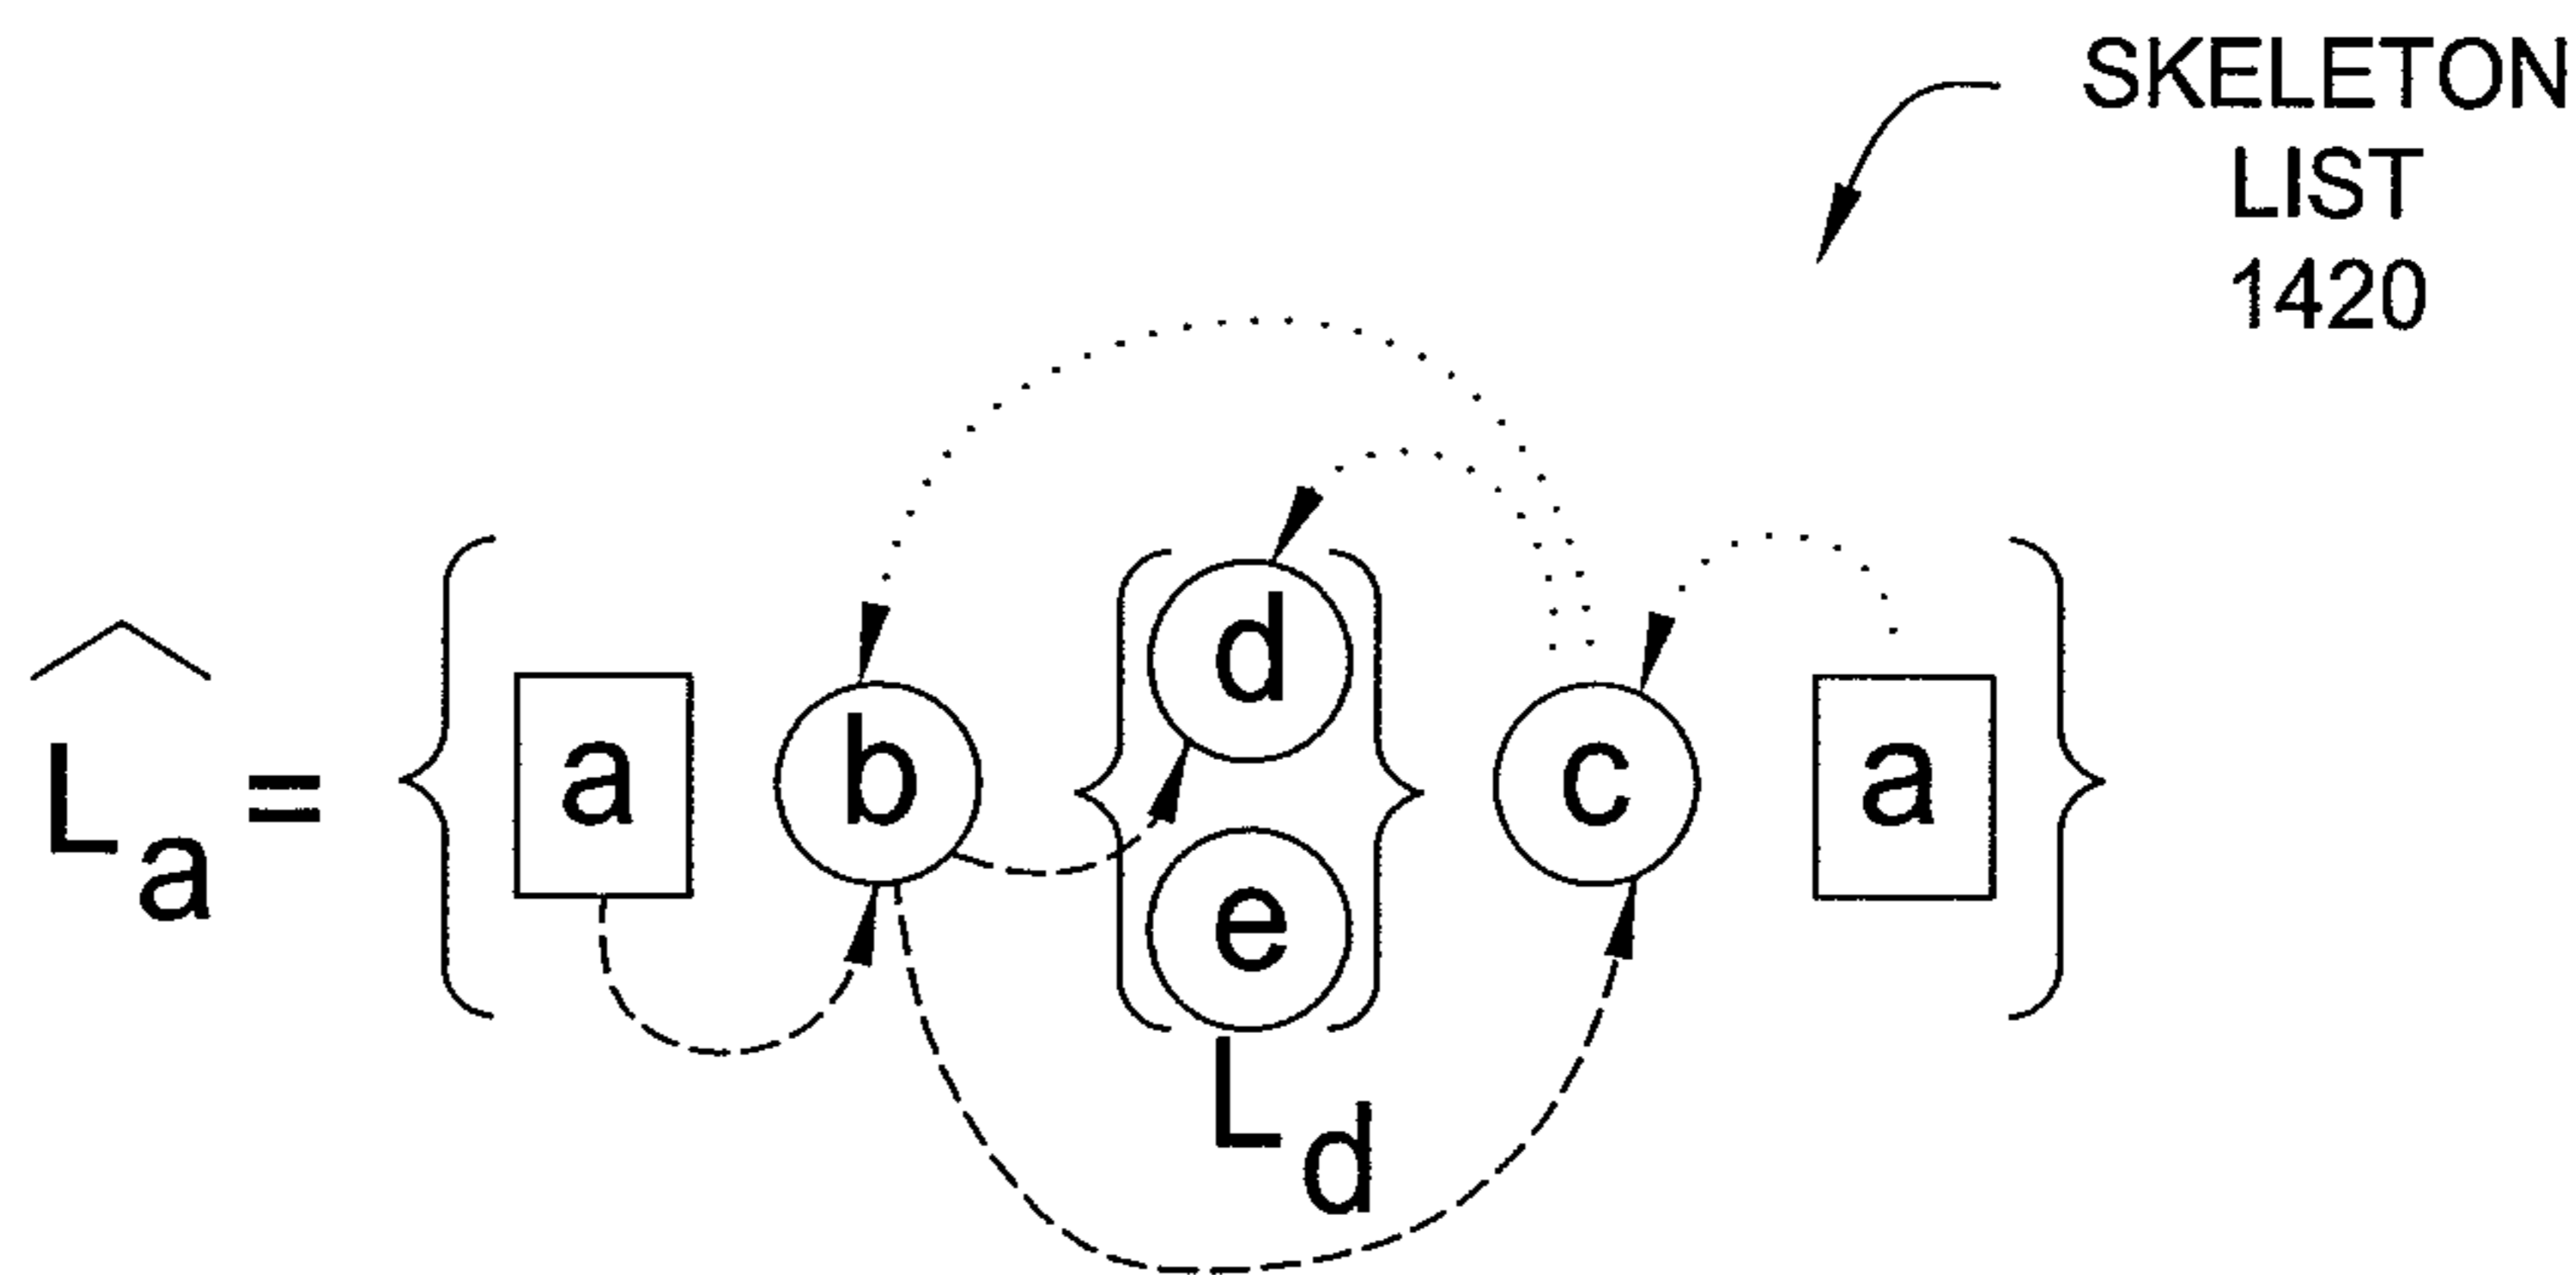 SKELETON
LIST
1420
d
L̂a = { a b { } c a }
e
Ld